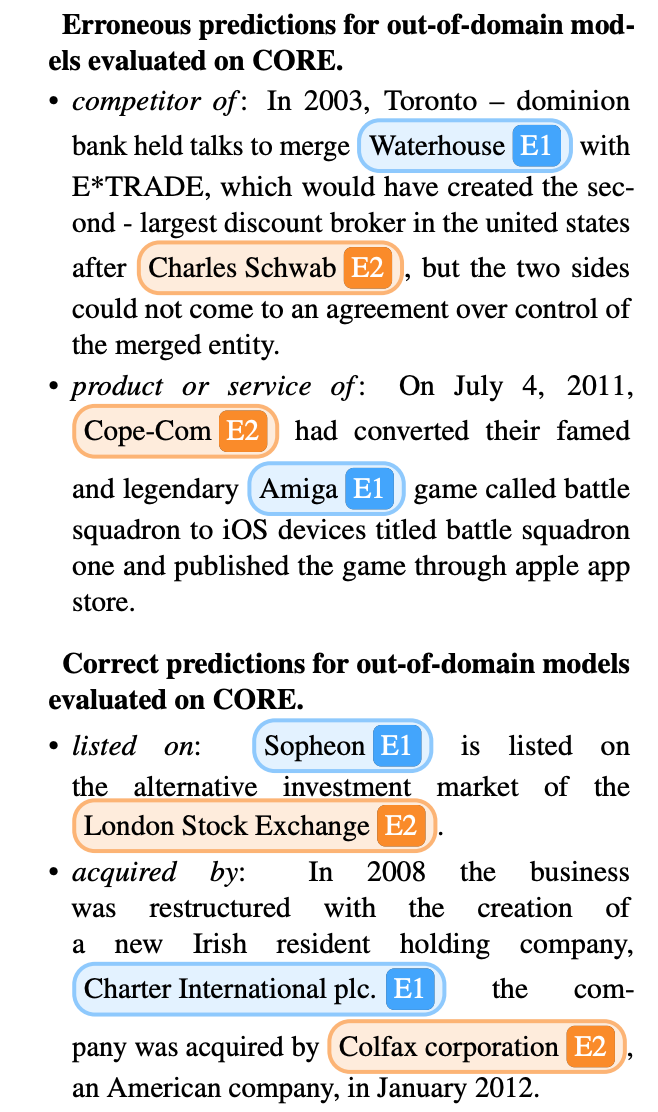 Erroneous predictions for out-of-domain mod-
els evaluated on CORE.
• competitor of: In 2003, Toronto – dominion
bank held talks to merge Waterhouse E1 with
E*TRADE, which would have created the sec-
ond - largest discount broker in the united states
after Charles Schwab E2 , but the two sides
could not come to an agreement over control of
the merged entity.
• product or service of: On July 4, 2011,
Cope-Com E2 had converted their famed
and legendary Amiga E1 game called battle
squadron to iOS devices titled battle squadron
one and published the game through apple app
store.
Correct predictions for out-of-domain models
evaluated on CORE.
• listed on: Sopheon E1 is listed on
the alternative investment market of the
London Stock Exchange E2 .
• acquired by: In 2008 the business
was restructured with the creation of
a new Irish resident holding company,
Charter International plc. E1 the com-
pany was acquired by Colfax corporation E2 ,
an American company, in January 2012.